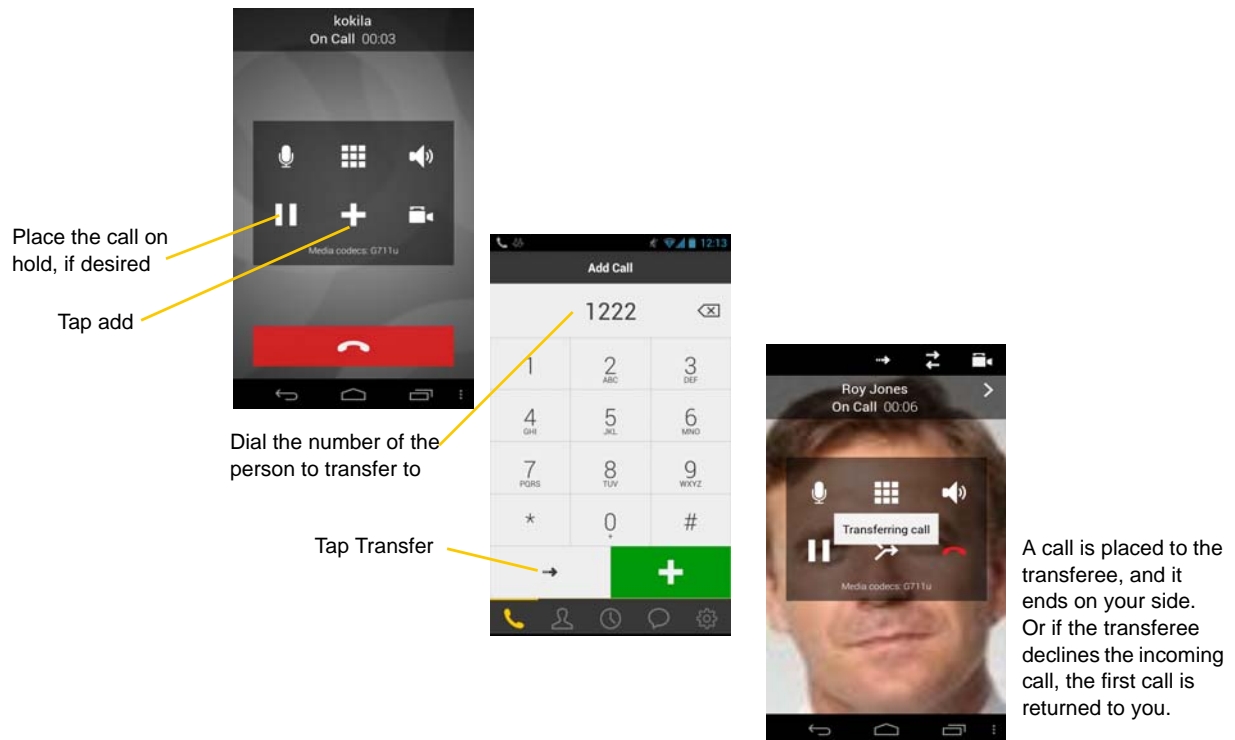 kokila
On Call 00:03
Media codecs: G711u
Place the call on
hold, if desired
Tap add
12:13
Add Call
1222
1
2
ABC
3
DEF
4
GHI
5
JKL
6
MNO
7
PQRS
8
TUV
9
WXYZ
*
0
+
#
Dial the number of the
person to transfer to
Tap Transfer
Roy Jones
On Call 00:06
Transferring call
Media codecs: G711u
A call is placed to the
transferee, and it
ends on your side.
Or if the transferee
declines the incoming
call, the first call is
returned to you.